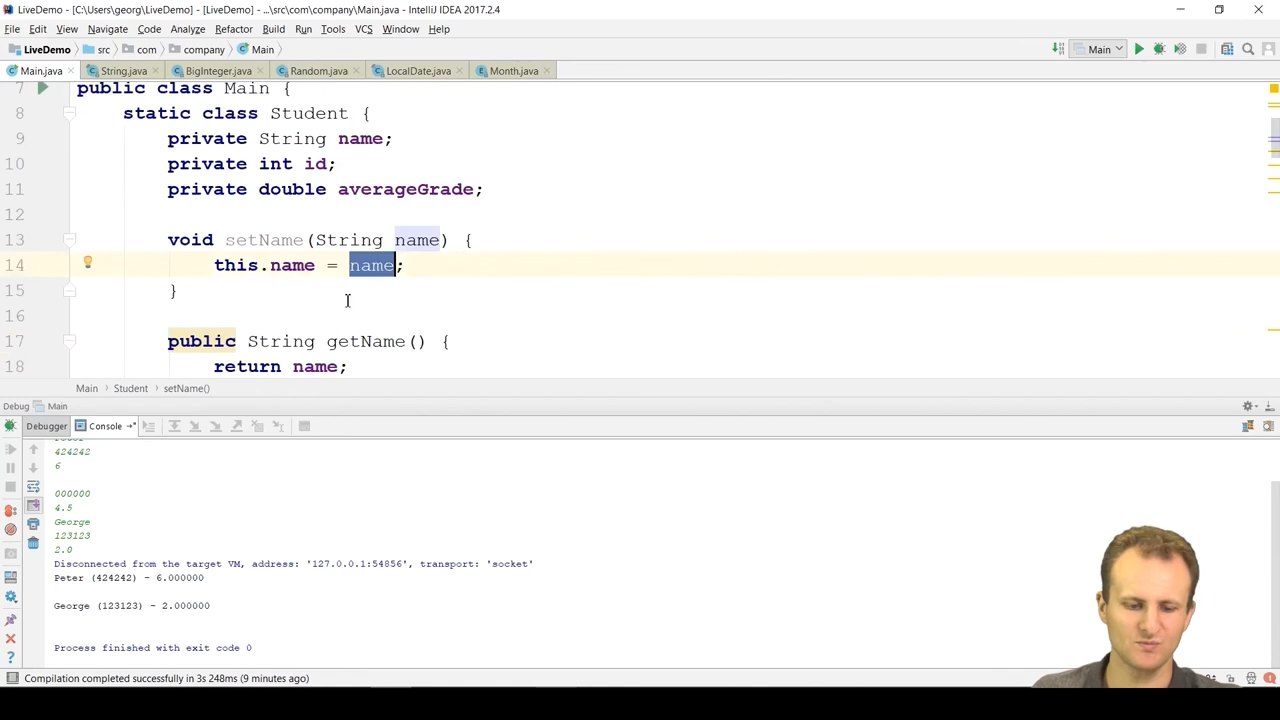 LiveDemo - [C:\Users\georg\LiveDemo] - [LiveDemo] - ...\src\com\company\Main.java - IntelliJ IDEA 2017.2.4
File Edit View Navigate Code Analyze Refactor Build Run Tools VCS Window Help
LiveDemo src com company Main Main
Main.java String.java BigInteger.java Random.java LocalDate.java Month.java
7 public class Main {
8 static class Student {
9 private String name;
10 private int id;
11 private double averageGrade;
12
13 void setName(String name) {
14 this.name = name;
15 }
16
17 public String getName() {
18 return name;
Main Student setName()
Debug Main
Debugger Console
424242
6
000000
4.5
George
123123
2.0
Disconnected from the target VM, address: '127.0.0.1:54856', transport: 'socket'
Peter (424242) - 6.000000
George (123123) - 2.000000
Process finished with exit code 0
Compilation completed successfully in 3s 248ms (9 minutes ago)